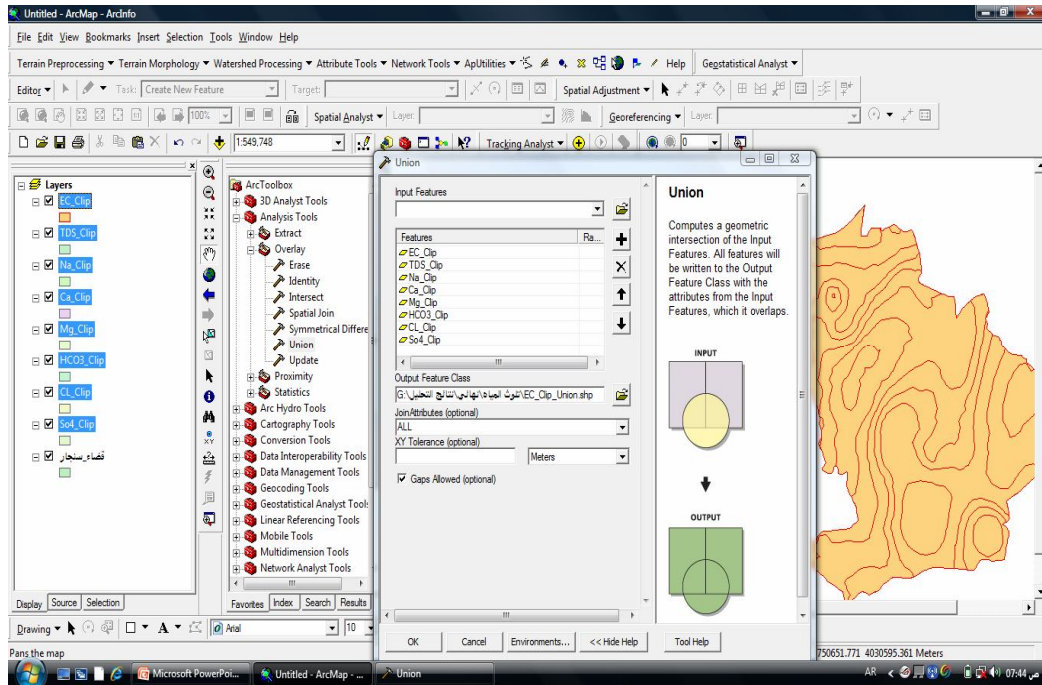 Untitled - ArcMap - ArcInfo
File Edit View Bookmarks Insert Selection Tools Window Help
Terrain Preprocessing Terrain Morphology Watershed Processing Attribute Tools Network Tools ApUtilities Help Geostatistical Analyst
Editor Task: Create New Feature Target: Spatial Adjustment
100% Spatial Analyst Layer: Georeferencing Layer:
1:549,748 Tracking Analyst 0
Layers
EC_Clip
TDS_Clip
Na_Clip
Ca_Clip
Mg_Clip
HCO3_Clip
CL_Clip
So4_Clip
قضاء_سنجار
Display Source Selection
ArcToolbox
3D Analyst Tools
Analysis Tools
Extract
Overlay
Erase
Identity
Intersect
Spatial Join
Symmetrical Differe
Union
Update
Proximity
Statistics
Arc Hydro Tools
Cartography Tools
Conversion Tools
Data Interoperability Tools
Data Management Tools
Geocoding Tools
Geostatistical Analyst Tools
Linear Referencing Tools
Mobile Tools
Multidimension Tools
Network Analyst Tools
Favorites Index Search Results
Union
Input Features
Features Ra...
EC_Clip
TDS_Clip
Na_Clip
Ca_Clip
Mg_Clip
HCO3_Clip
CL_Clip
So4_Clip
Output Feature Class
G:\تلوث المياه\نهائي\نتائج التحليل\EC_Clip_Union.shp
JoinAttributes (optional)
ALL
XY Tolerance (optional)
Meters
Gaps Allowed (optional)
OK Cancel Environments... << Hide Help Tool Help
Union
Computes a geometric
intersection of the Input
Features. All features will
be written to the Output
Feature Class with the
attributes from the Input
Features, which it overlaps.
INPUT
OUTPUT
Drawing A Arial 10
Pans the map
750651.771 4030595.361 Meters
Microsoft PowerPoi... Untitled - ArcMap - ... Union AR 07:44 ص